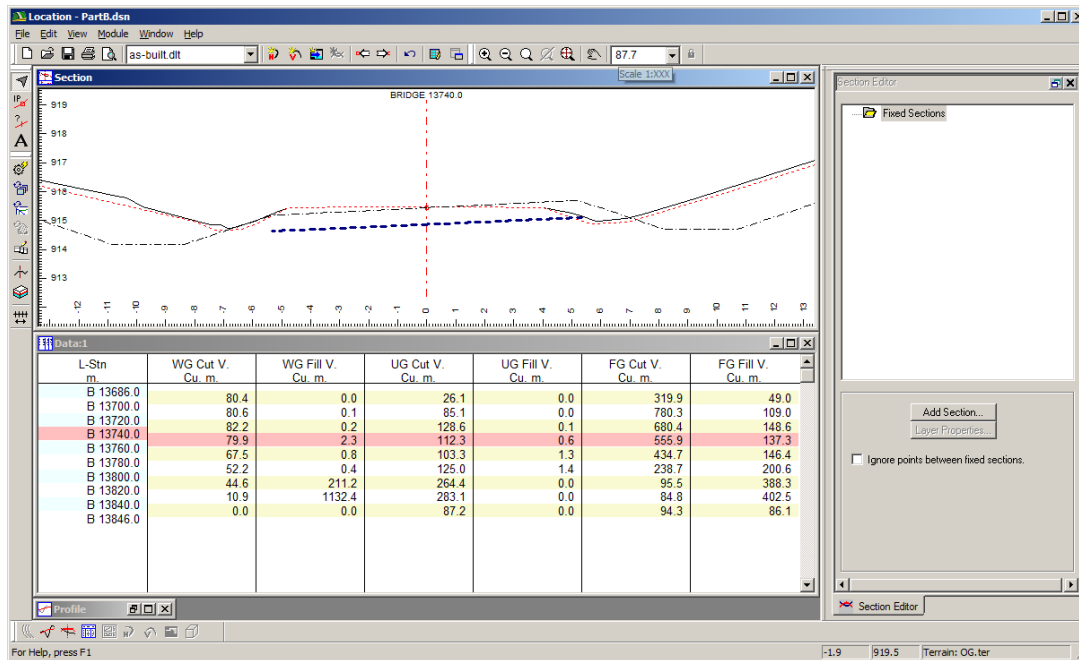 Location - PartB.dsn
File Edit View Module Window Help
as-built.dlt 87.7
Scale 1:XXX
Section
Section Editor
BRIDGE 13740.0
Fixed Sections
919
918
917
916
915
914
913
-12 -11 -10 -9 -8 -7 -6 -5 -4 -3 -2 -1 0 1 2 3 4 5 6 7 8 9 10 11 12 13
Data:1
L-Stn WG Cut V. WG Fill V. UG Cut V. UG Fill V. FG Cut V. FG Fill V.
m. Cu. m. Cu. m. Cu. m. Cu. m. Cu. m. Cu. m.
B 13686.0
80.4 0.0 26.1 0.0 319.9 49.0
B 13700.0
80.6 0.1 85.1 0.0 780.3 109.0
B 13720.0
82.2 0.2 128.6 0.1 680.4 148.6
B 13740.0
79.9 2.3 112.3 0.6 555.9 137.3
B 13760.0
67.5 0.8 103.3 1.3 434.7 146.4
B 13780.0
52.2 0.4 125.0 1.4 238.7 200.6
B 13800.0
44.6 211.2 264.4 0.0 95.5 388.3
B 13820.0
10.9 1132.4 283.1 0.0 84.8 402.5
B 13840.0
0.0 0.0 87.2 0.0 94.3 86.1
B 13846.0
Add Section...
Layer Properties...
Ignore points between fixed sections.
Profile
Section Editor
For Help, press F1
-1.9 919.5 Terrain: OG.ter